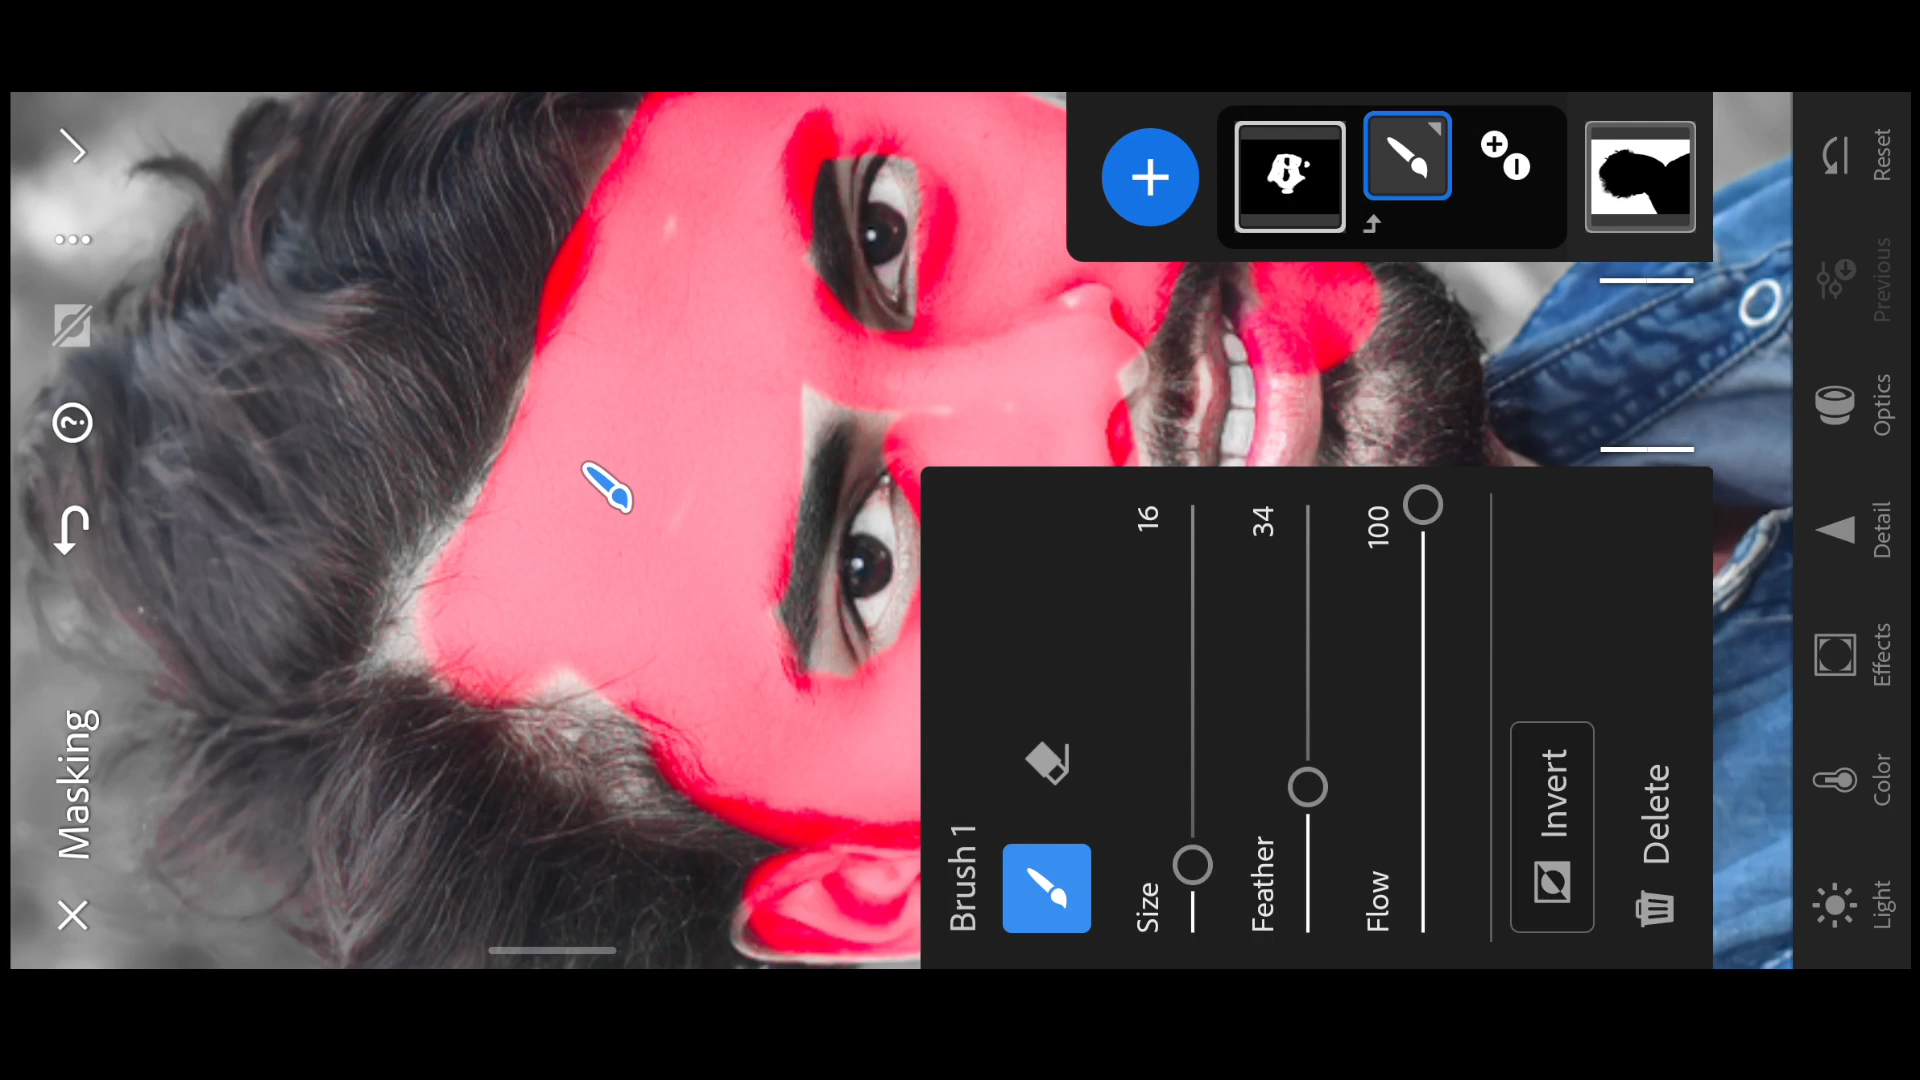 Masking
Brush 1
Size 16
Feather 34
Flow 100
Invert
Delete
Light
Color
Effects
Detail
Optics
Previous
Reset